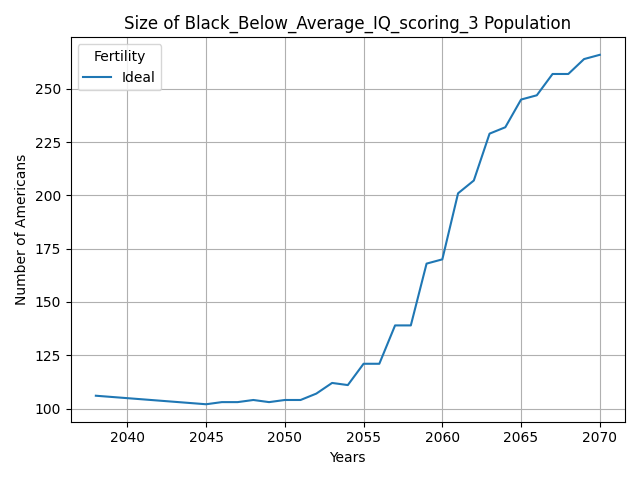 Size of Black_Below_Average_IQ_scoring_3 Population
Fertility
Ideal
Number of Americans
250
225
200
175
150
125
100
2040 2045 2050 2055 2060 2065 2070
Years